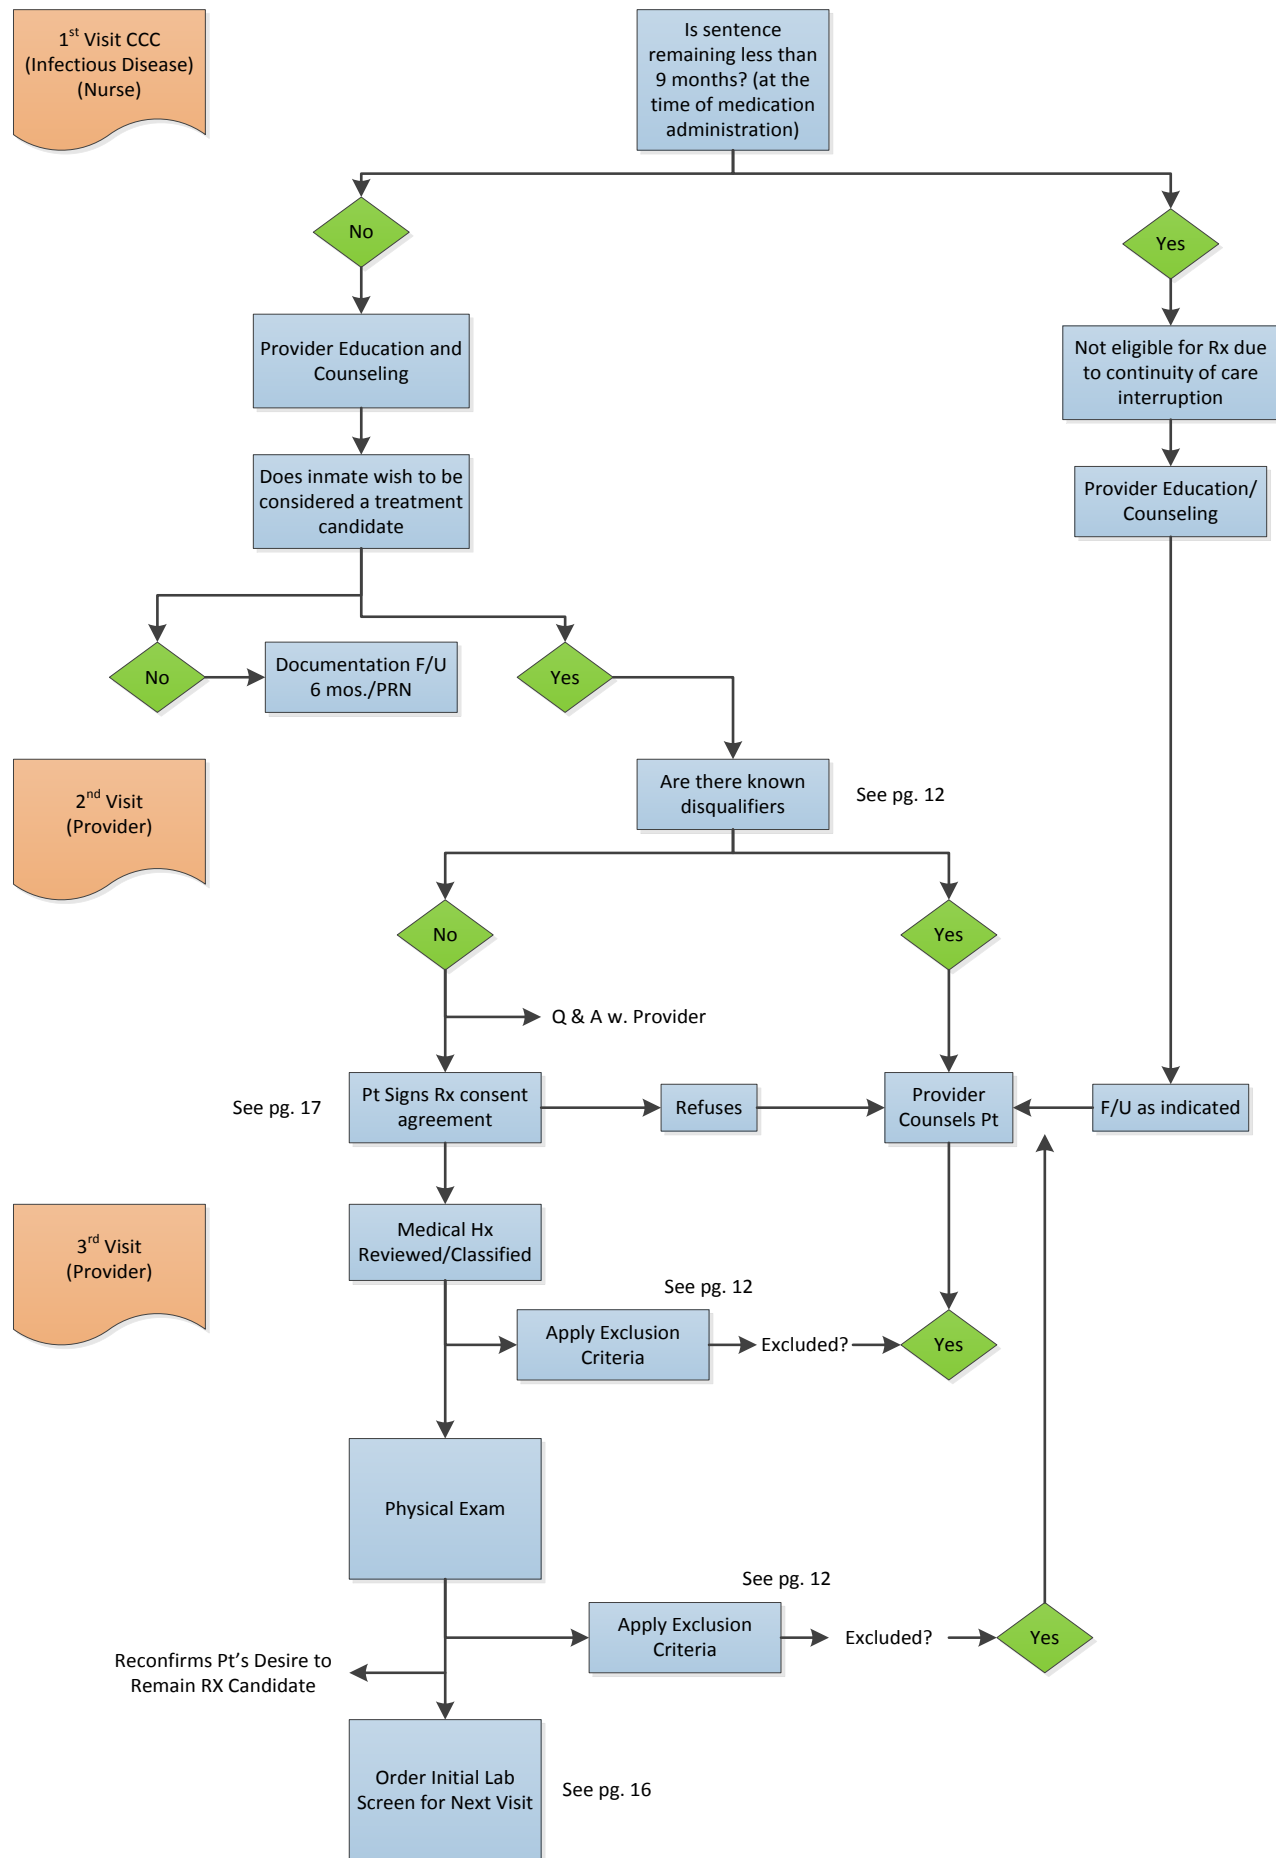 1st Visit CCC
(Infectious Disease)
(Nurse)
Is sentence
remaining less than
9 months? (at the
time of medication
administration)
No
Yes
Provider Education and
Counseling
Not eligible for Rx due
to continuity of care
interruption
Does inmate wish to be
considered a treatment
candidate
Provider Education/
Counseling
No
Documentation F/U
6 mos./PRN
Yes
2nd Visit
(Provider)
Are there known
disqualifiers
See pg. 12
No
Yes
Q & A w. Provider
See pg. 17
Pt Signs Rx consent
agreement
Refuses
Provider
Counsels Pt
F/U as indicated
3rd Visit
(Provider)
Medical Hx
Reviewed/Classified
See pg. 12
Apply Exclusion
Criteria
Excluded?
Yes
Physical Exam
See pg. 12
Apply Exclusion
Criteria
Excluded?
Yes
Reconfirms Pt’s Desire to
Remain RX Candidate
Order Initial Lab
Screen for Next Visit
See pg. 16